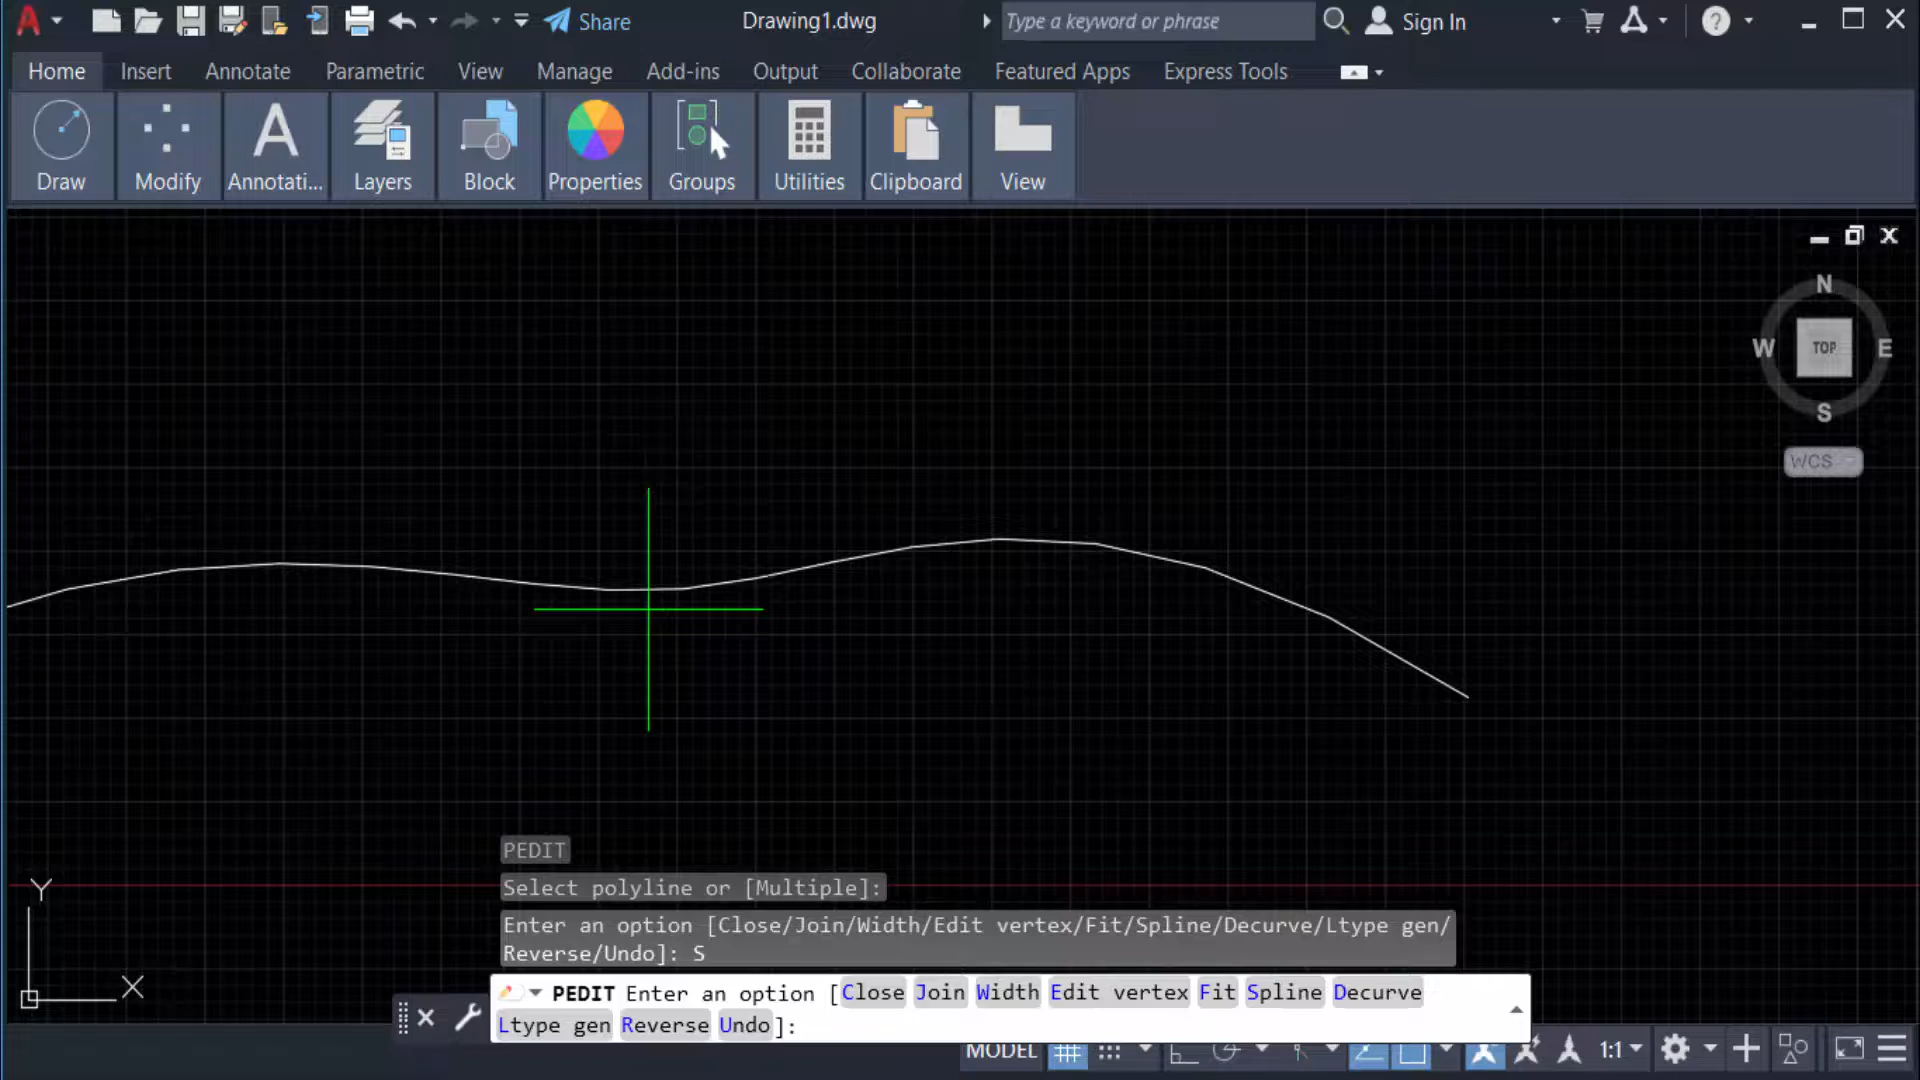 Share
Drawing1.dwg
Type a keyword or phrase
Sign In
Home Insert Annotate Parametric View Manage Add-ins Output Collaborate Featured Apps Express Tools
Draw Modify Annotati... Layers Block Properties Groups Utilities Clipboard View
N
W TOP E
S
WCS
PEDIT
Select polyline or [Multiple]:
Enter an option [Close/Join/Width/Edit vertex/Fit/Spline/Decurve/Ltype gen/
Reverse/Undo]: S
Y
X
PEDIT Enter an option [Close Join Width Edit vertex Fit Spline Decurve
Ltype gen Reverse Undo]:
MODEL 1:1